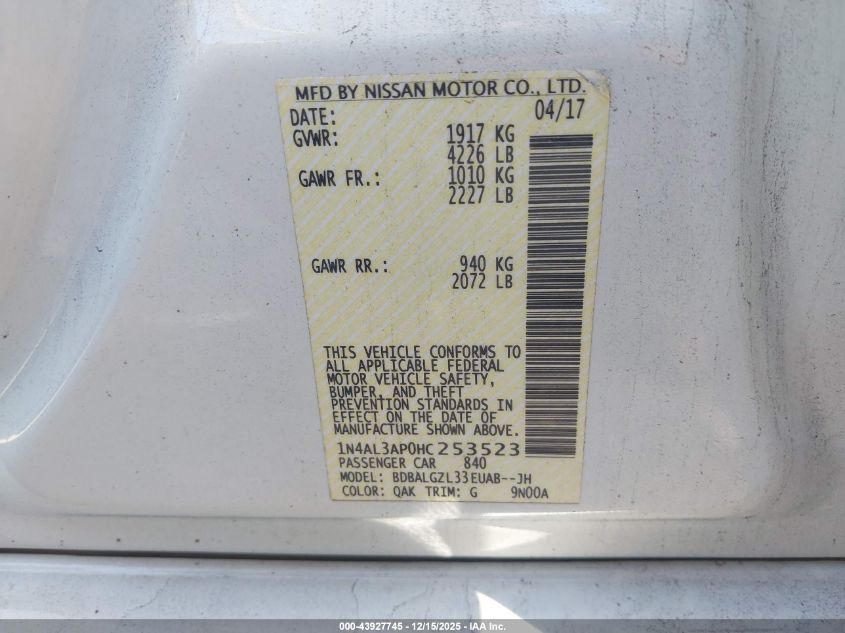 MFD BY NISSAN MOTOR CO., LTD.
DATE: 04/17
GVWR: 1917 KG
4226 LB
GAWR FR.: 1010 KG
2227 LB
GAWR RR.: 940 KG
2072 LB
THIS VEHICLE CONFORMS TO
ALL APPLICABLE FEDERAL
MOTOR VEHICLE SAFETY,
BUMPER, AND THEFT
PREVENTION STANDARDS IN
EFFECT ON THE DATE OF
MANUFACTURE SHOWN ABOVE.
1N4AL3AP0HC253523
PASSENGER CAR 840
MODEL: BDBALGZL33EUAB--JH
COLOR: QAK TRIM: G 9N00A
000-43927745 - 12/15/2025 - IAA Inc.